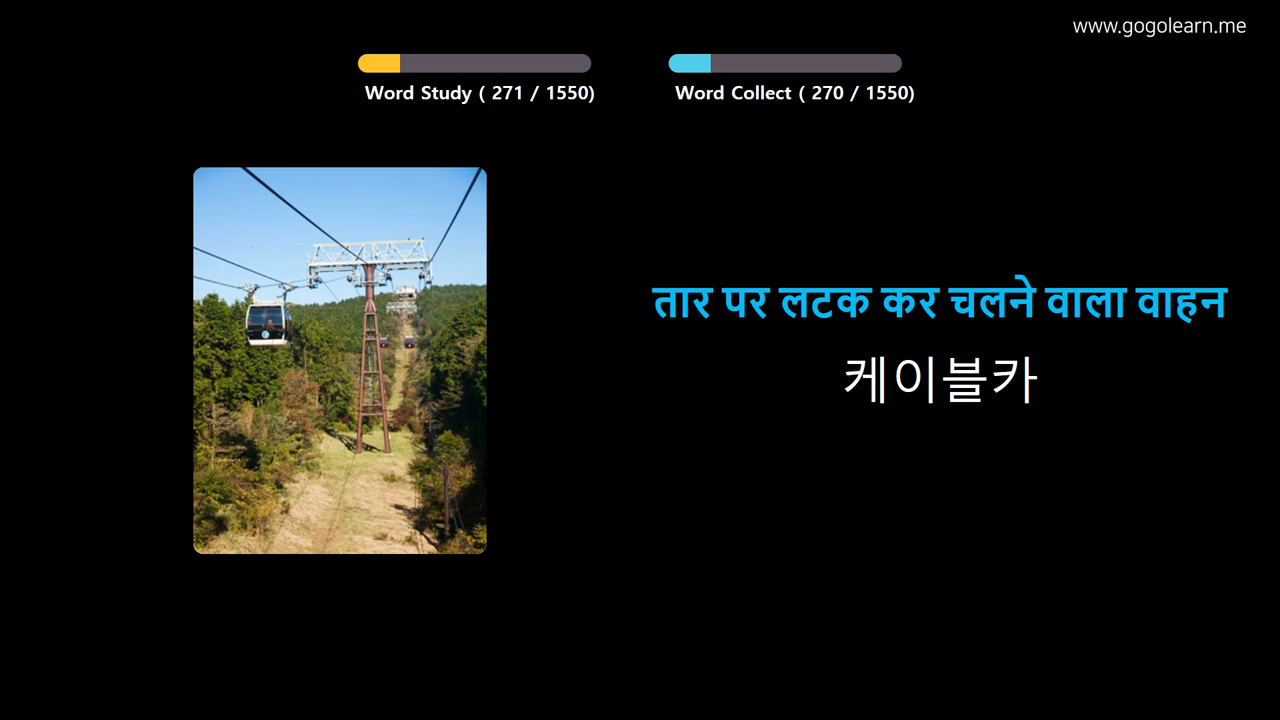 www.gogolearn.me
Word Study ( 271 / 1550)
Word Collect ( 270 / 1550)
तार पर लटक कर चलने वाला वाहन
케이블카